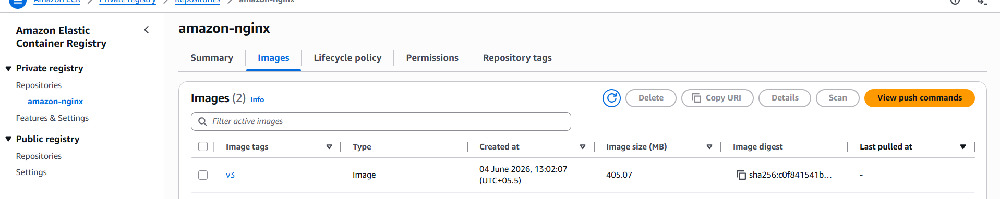 Amazon ECR
Private registry
Repositories
amazon-nginx
Amazon Elastic
Container Registry
Private registry
Repositories
amazon-nginx
Features & Settings
Public registry
Repositories
Settings
amazon-nginx
Summary
Images
Lifecycle policy
Permissions
Repository tags
Images (2) Info
Delete
Copy URI
Details
Scan
View push commands
Filter active images
Image tags
Type
Created at
Image size (MB)
Image digest
Last pulled at
v3
Image
04 June 2026, 13:02:07
(UTC+05.5)
405.07
sha256:c0f841541b...
-